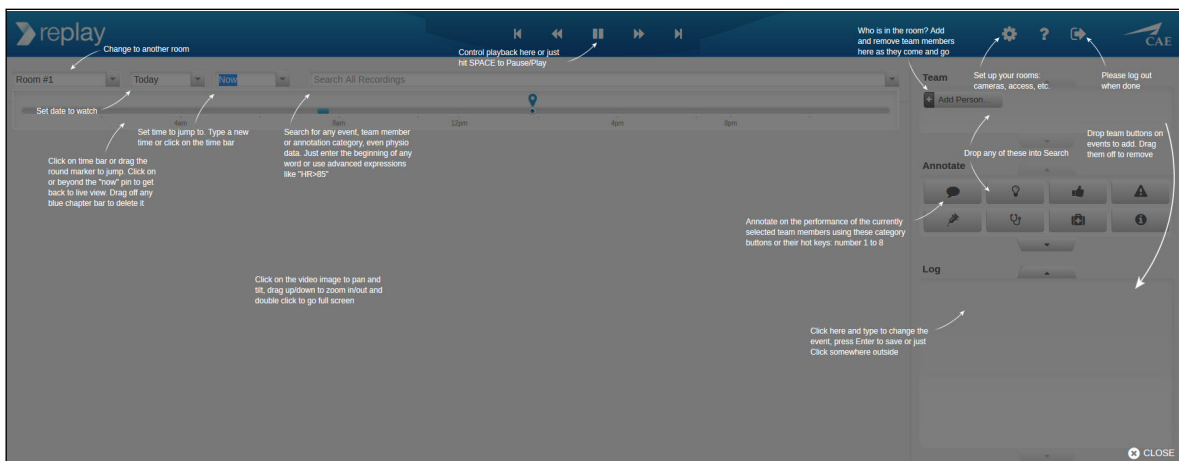 replay
Change to another room
Control playback here or just
hit SPACE to Pause/Play
Who is in the room? Add
and remove team members
here as they come and go
?
CAE
Room #1
Today
Now
Search All Recordings
Team
Set up your rooms:
cameras, access, etc.
Please log out
when done
+ Add Person...
Set date to watch
4am
8am
12pm
4pm
8pm
Set time to jump to. Type a new
time or click on the time bar
Search for any event, team member
or annotation category, even physio
data. Just enter the beginning of any
word or use advanced expressions
like "HR>85"
Click on time bar or drag the
round marker to jump. Click on
or beyond the "now" pin to get
back to live view. Drag off any
blue chapter bar to delete it
Drop any of these into Search
Drop team buttons on
events to add. Drag
them off to remove
Annotate
Annotate on the performance of the currently
selected team members using these category
buttons or their hot keys: number 1 to 8
Log
Click on the video image to pan and
tilt, drag up/down to zoom in/out and
double click to go full screen
Click here and type to change the
event, press Enter to save or just
Click somewhere outside
CLOSE